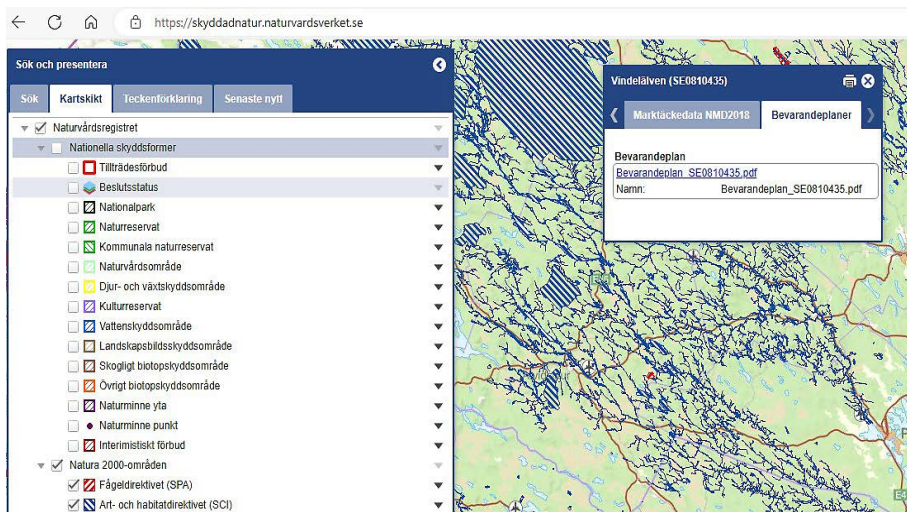 https://skyddadnatur.naturvardsverket.se
Sök och presentera
Sök Kartskikt Teckenförklaring Senaste nytt
Naturvårdsregistret
Nationella skyddsformer
Tillträdesförbud
Beslutsstatus
Nationalpark
Naturreservat
Kommunala naturreservat
Naturvårdsområde
Djur- och växtskyddsområde
Kulturreservat
Vattenskyddsområde
Landskapsbildsskyddsområde
Skogligt biotopskyddsområde
Övrigt biotopskyddsområde
Naturminne yta
Naturminne punkt
Interimistiskt förbud
Natura 2000-områden
Fågeldirektivet (SPA)
Art- och habitatdirektivet (SCI)
Vindelälven (SE0810435)
Marktäckedata NMD2018 Bevarandeplaner
Bevarandeplan
Bevarandeplan_SE0810435.pdf
Namn: Bevarandeplan_SE0810435.pdf
E4